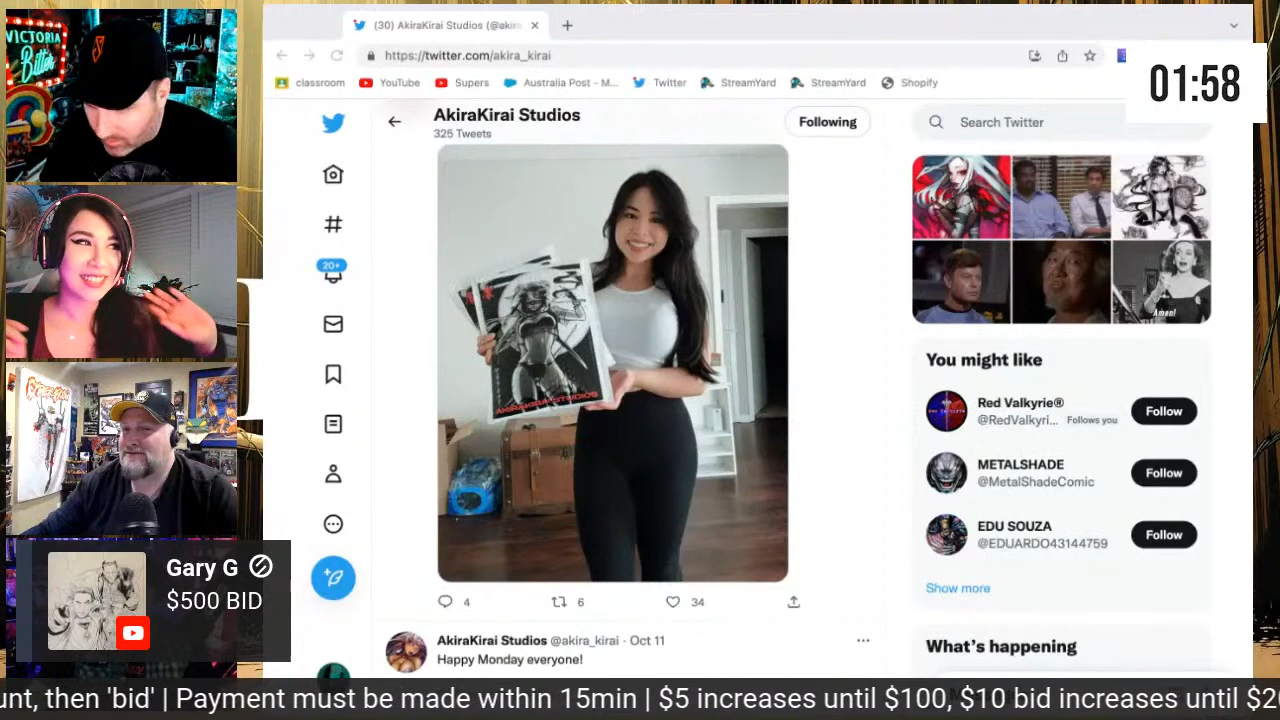 VICTORIA
Bitter
(30) AkiraKirai Studios (@akira
https://twitter.com/akira_kirai
classroom
YouTube
Supers
Australia Post - M...
Twitter
StreamYard
StreamYard
Shopify
01:58
AkiraKirai Studios
325 Tweets
Following
Search Twitter
20+
AKIRAKIRAI STUDIOS
Amen!
You might like
Red Valkyrie®
@RedValkyri...
Follows you
Follow
METALSHADE
@MetalShadeComic
Follow
EDU SOUZA
@EDUARDO43144759
Follow
Show more
4
6
34
Gary G
$500 BID
AkiraKirai Studios @akira_kirai · Oct 11
Happy Monday everyone!
What's happening
unt, then 'bid' | Payment must be made within 15min | $5 increases until $100, $10 bid increases until $20